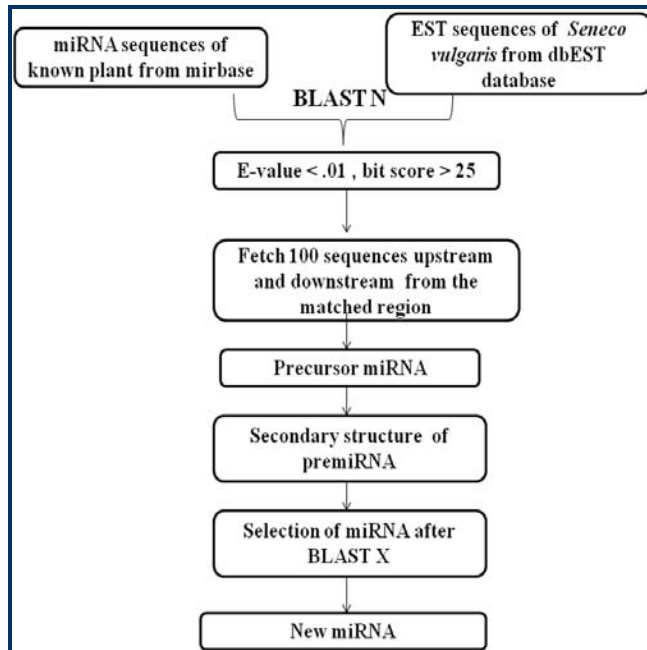 miRNA sequences of
known plant from mirbase
EST sequences of Seneco
vulgaris from dbEST
database
BLAST N
E-value < .01 , bit score > 25
Fetch 100 sequences upstream
and downstream from the
matched region
Precursor miRNA
Secondary structure of
premiRNA
Selection of miRNA after
BLAST X
New miRNA